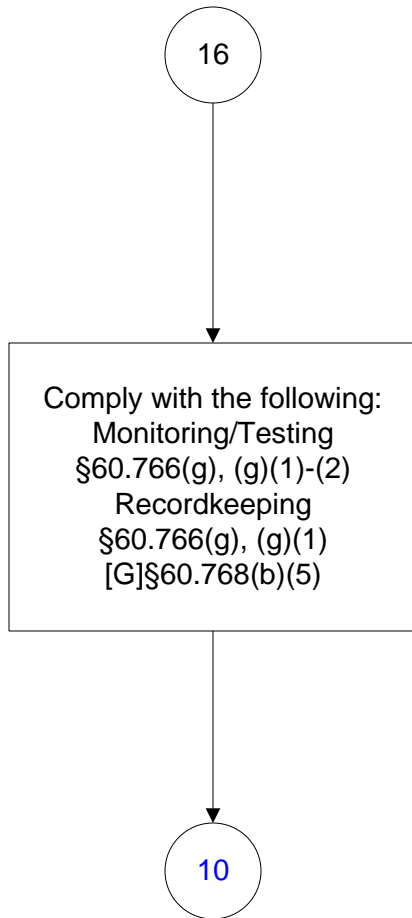 16
Comply with the following:
Monitoring/Testing
§60.766(g), (g)(1)-(2)
Recordkeeping
§60.766(g), (g)(1)
[G]§60.768(b)(5)
10